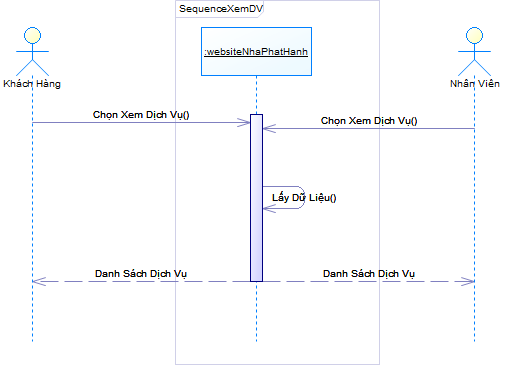 SequenceXemDV
:websiteNhaPhatHanh
Khách Hàng
Nhân Viên
Chọn Xem Dịch Vụ()
Chọn Xem Dịch Vụ()
Lấy Dữ Liệu()
Danh Sách Dịch Vụ
Danh Sách Dịch Vụ